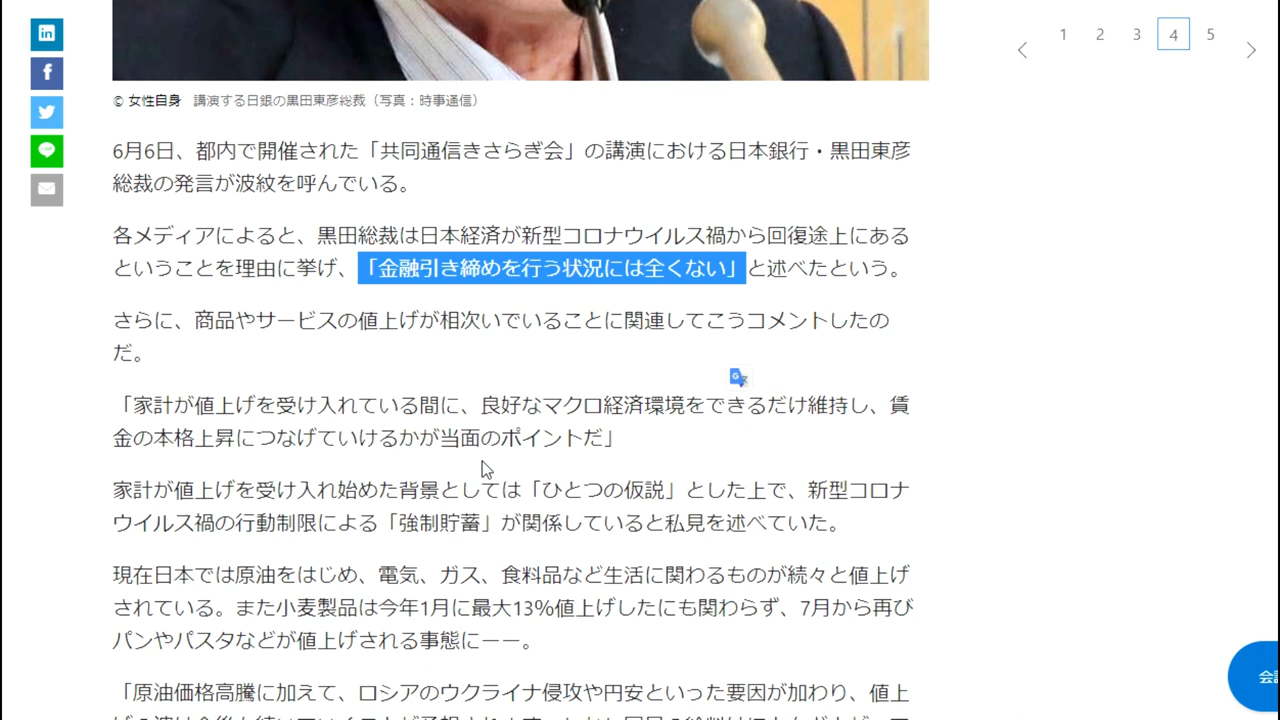 in
f
1 2 3 4 5
© 女性自身 講演する日銀の黒田東彦総裁（写真：時事通信）
6月6日、都内で開催された「共同通信きさらぎ会」の講演における日本銀行・黒田東彦
総裁の発言が波紋を呼んでいる。
各メディアによると、黒田総裁は日本経済が新型コロナウイルス禍から回復途上にある
ということを理由に挙げ、「金融引き締めを行う状況には全くない」と述べたという。
さらに、商品やサービスの値上げが相次いでいることに関連してこうコメントしたの
だ。
「家計が値上げを受け入れている間に、良好なマクロ経済環境をできるだけ維持し、賃
金の本格上昇につなげていけるかが当面のポイントだ」
家計が値上げを受け入れ始めた背景としては「ひとつの仮説」とした上で、新型コロナ
ウイルス禍の行動制限による「強制貯蓄」が関係していると私見を述べていた。
現在日本では原油をはじめ、電気、ガス、食料品など生活に関わるものが続々と値上げ
されている。また小麦製品は今年1月に最大13%値上げしたにも関わらず、7月から再び
パンやパスタなどが値上げされる事態にーー。
「原油価格高騰に加えて、ロシアのウクライナ侵攻や円安といった要因が加わり、値上